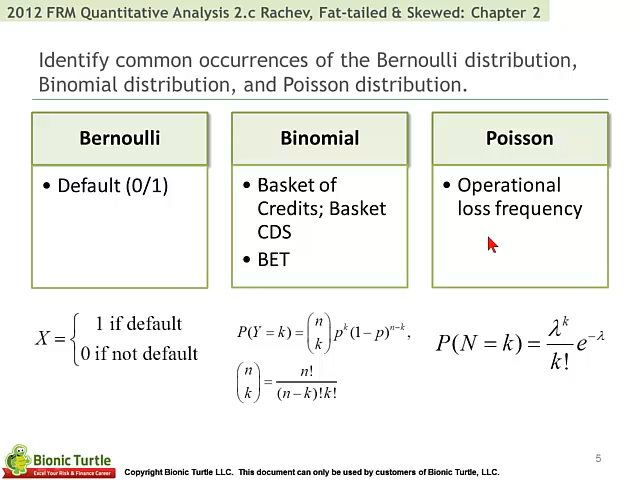 2012 FRM Quantitative Analysis 2.c Rachev, Fat-tailed & Skewed: Chapter 2
Identify common occurrences of the Bernoulli distribution,
Binomial distribution, and Poisson distribution.
Bernoulli
• Default (0/1)
Binomial
• Basket of
Credits; Basket
CDS
• BET
Poisson
• Operational
loss frequency
X = { 1 if default
0 if not default
P(Y = k) = (n k) p^k (1 − p)^{n−k},
(n k) = n! / (n − k)!k!
P(N = k) = λ^k / k! e^{−λ}
5
Bionic Turtle
Excel Your Risk & Finance Career
Copyright Bionic Turtle LLC. This document can only be used by customers of Bionic Turtle, LLC.